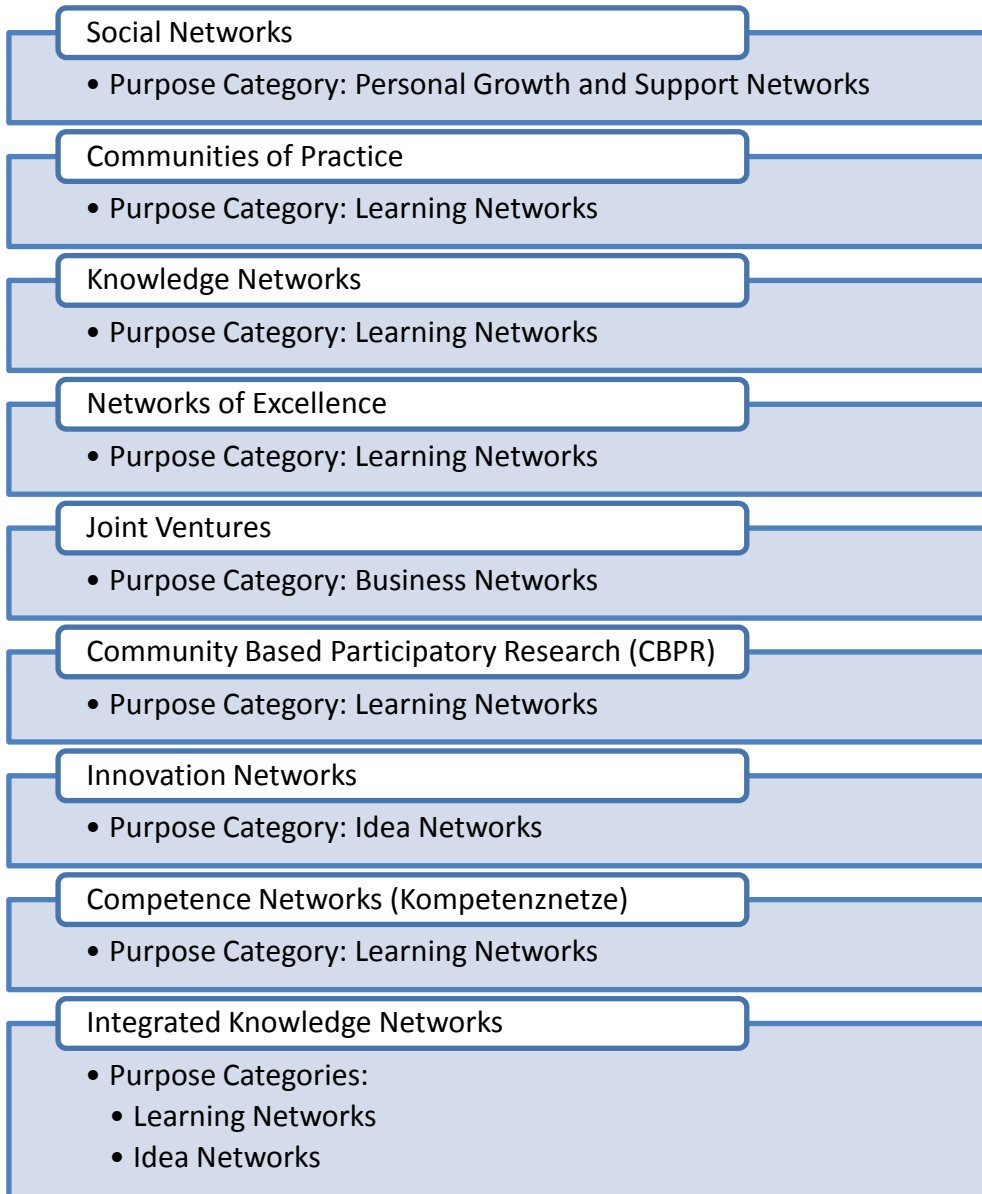 Social Networks
• Purpose Category: Personal Growth and Support Networks
Communities of Practice
• Purpose Category: Learning Networks
Knowledge Networks
• Purpose Category: Learning Networks
Networks of Excellence
• Purpose Category: Learning Networks
Joint Ventures
• Purpose Category: Business Networks
Community Based Participatory Research (CBPR)
• Purpose Category: Learning Networks
Innovation Networks
• Purpose Category: Idea Networks
Competence Networks (Kompetenznetze)
• Purpose Category: Learning Networks
Integrated Knowledge Networks
• Purpose Categories:
• Learning Networks
• Idea Networks